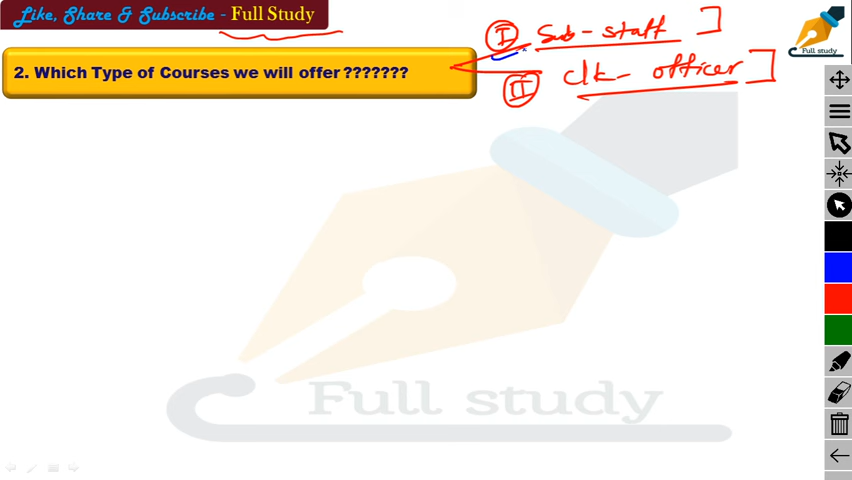 Like, Share & Subscribe - Full Study
I Sub-staff
2. Which Type of Courses we will offer ???????
II clk- officer
Full study
Full study